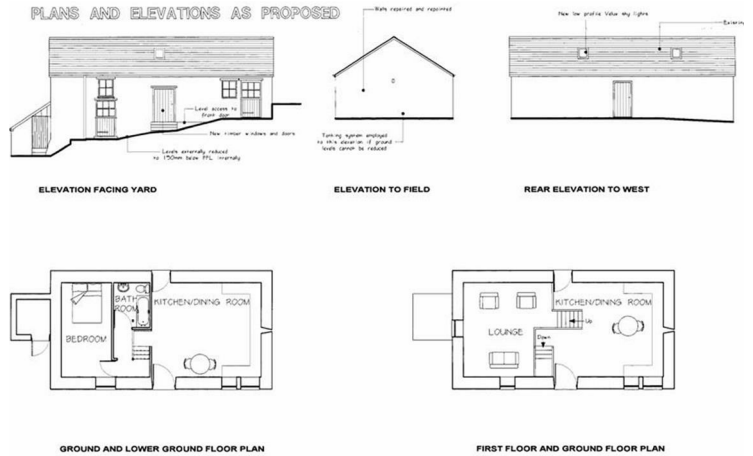 PLANS AND ELEVATIONS AS PROPOSED
Walls repaired and repointed
New low profile Velux sky lights
Existing
Level access to
front door
New timber windows and doors
Levels externally reduced
to 150mm below FFL internally
Tanking system employed
to this elevation if ground
levels cannot be reduced
ELEVATION FACING YARD
ELEVATION TO FIELD
REAR ELEVATION TO WEST
BATH
ROOM
KITCHEN/DINING ROOM
BEDROOM
KITCHEN/DINING ROOM
LOUNGE
Up
Down
GROUND AND LOWER GROUND FLOOR PLAN
FIRST FLOOR AND GROUND FLOOR PLAN